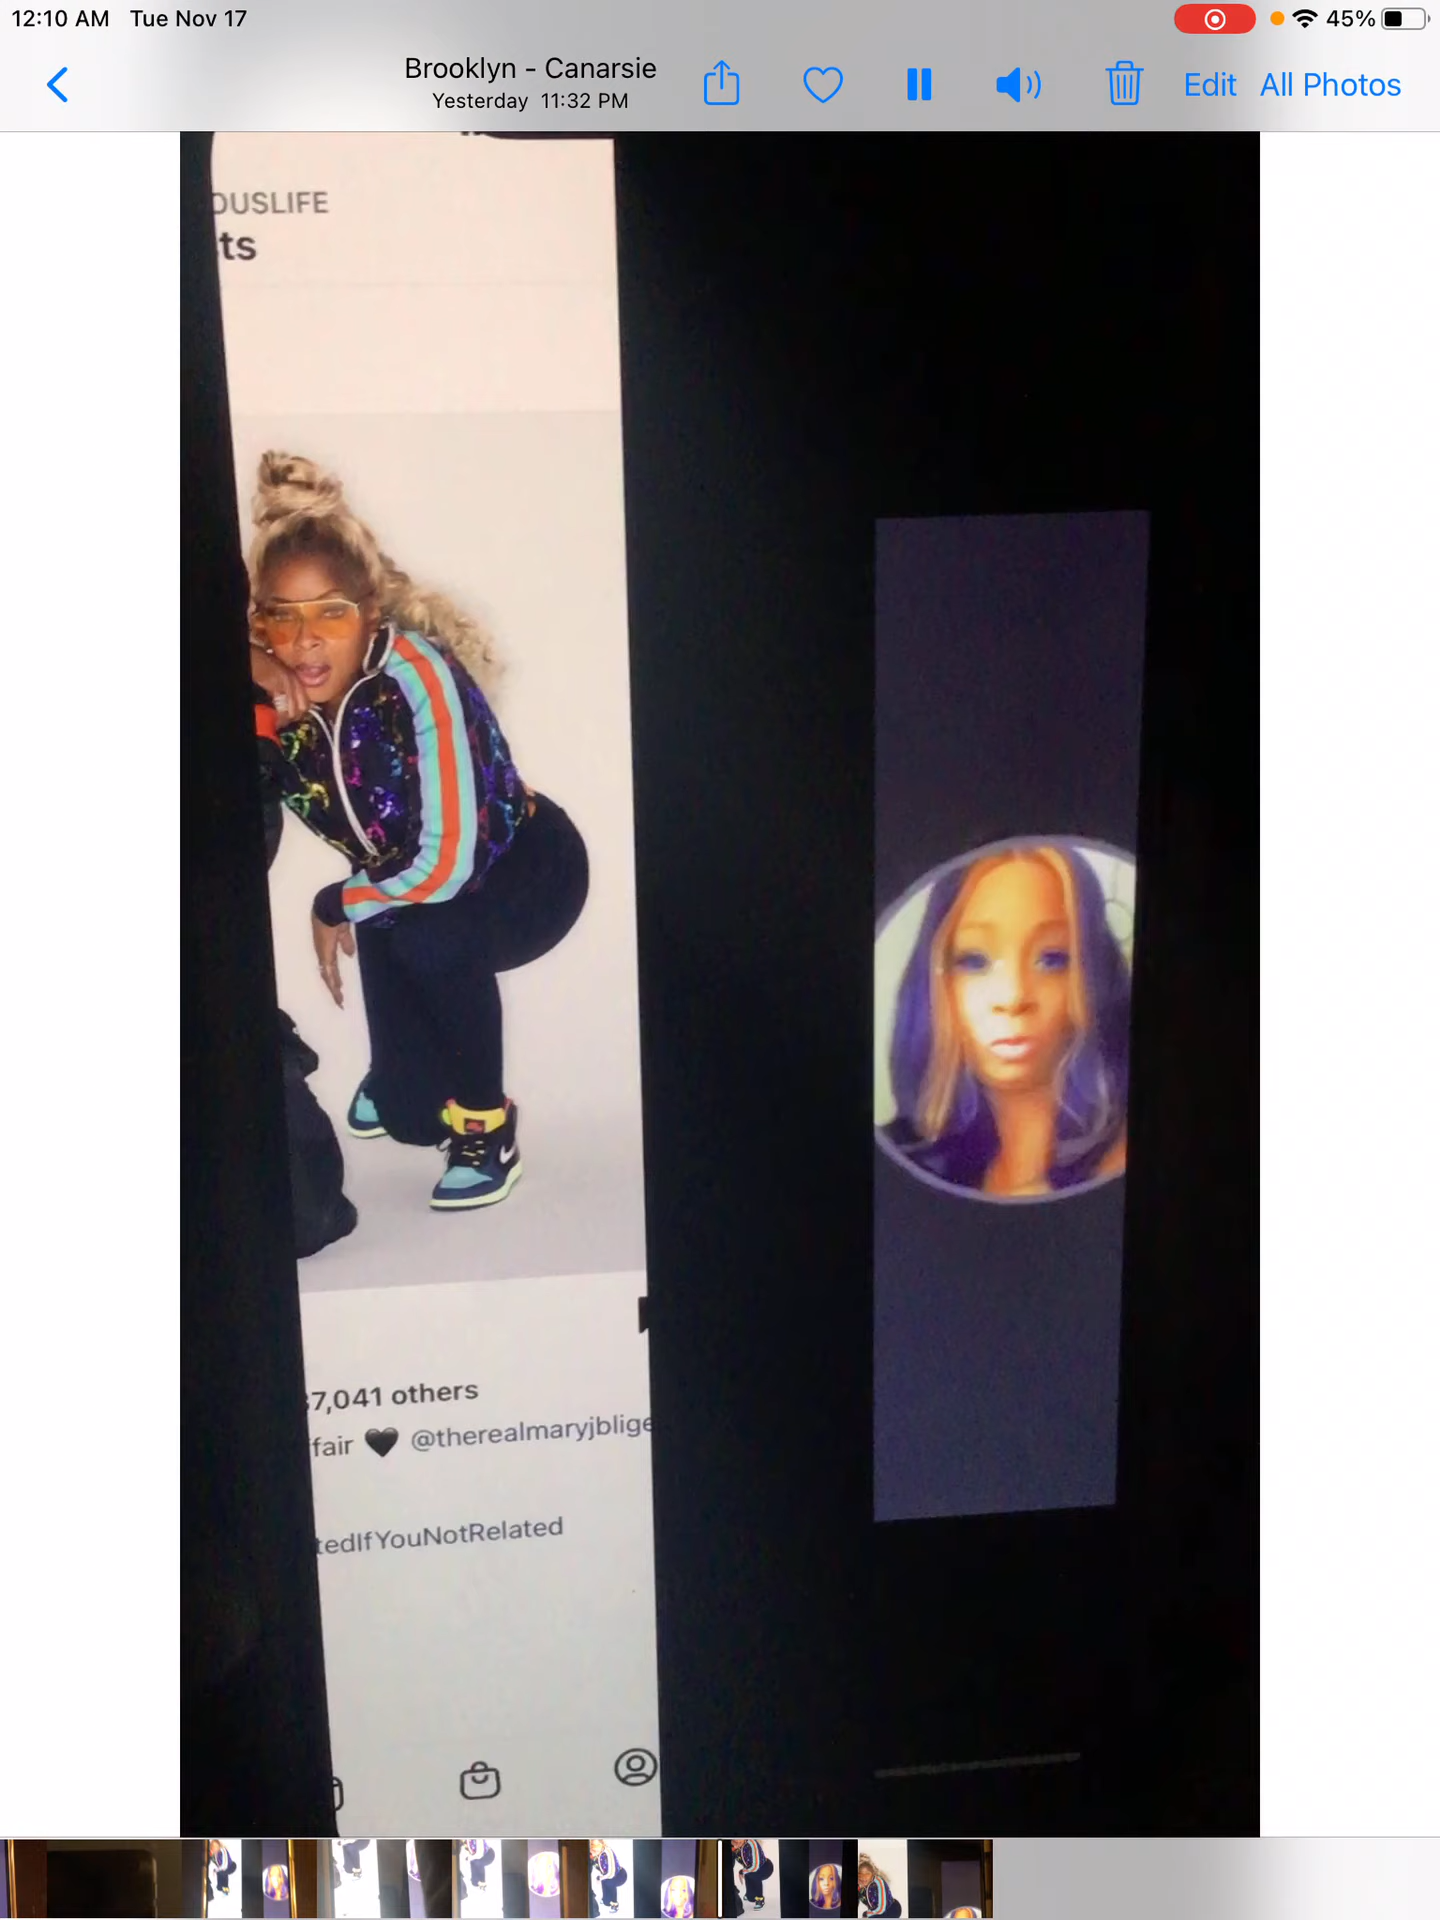 12:10 AM Tue Nov 17
45%
Brooklyn - Canarsie
Yesterday 11:32 PM
Edit All Photos
OUSLIFE
ts
37,041 others
fair 🖤 @therealmaryjblige
tedIfYouNotRelated